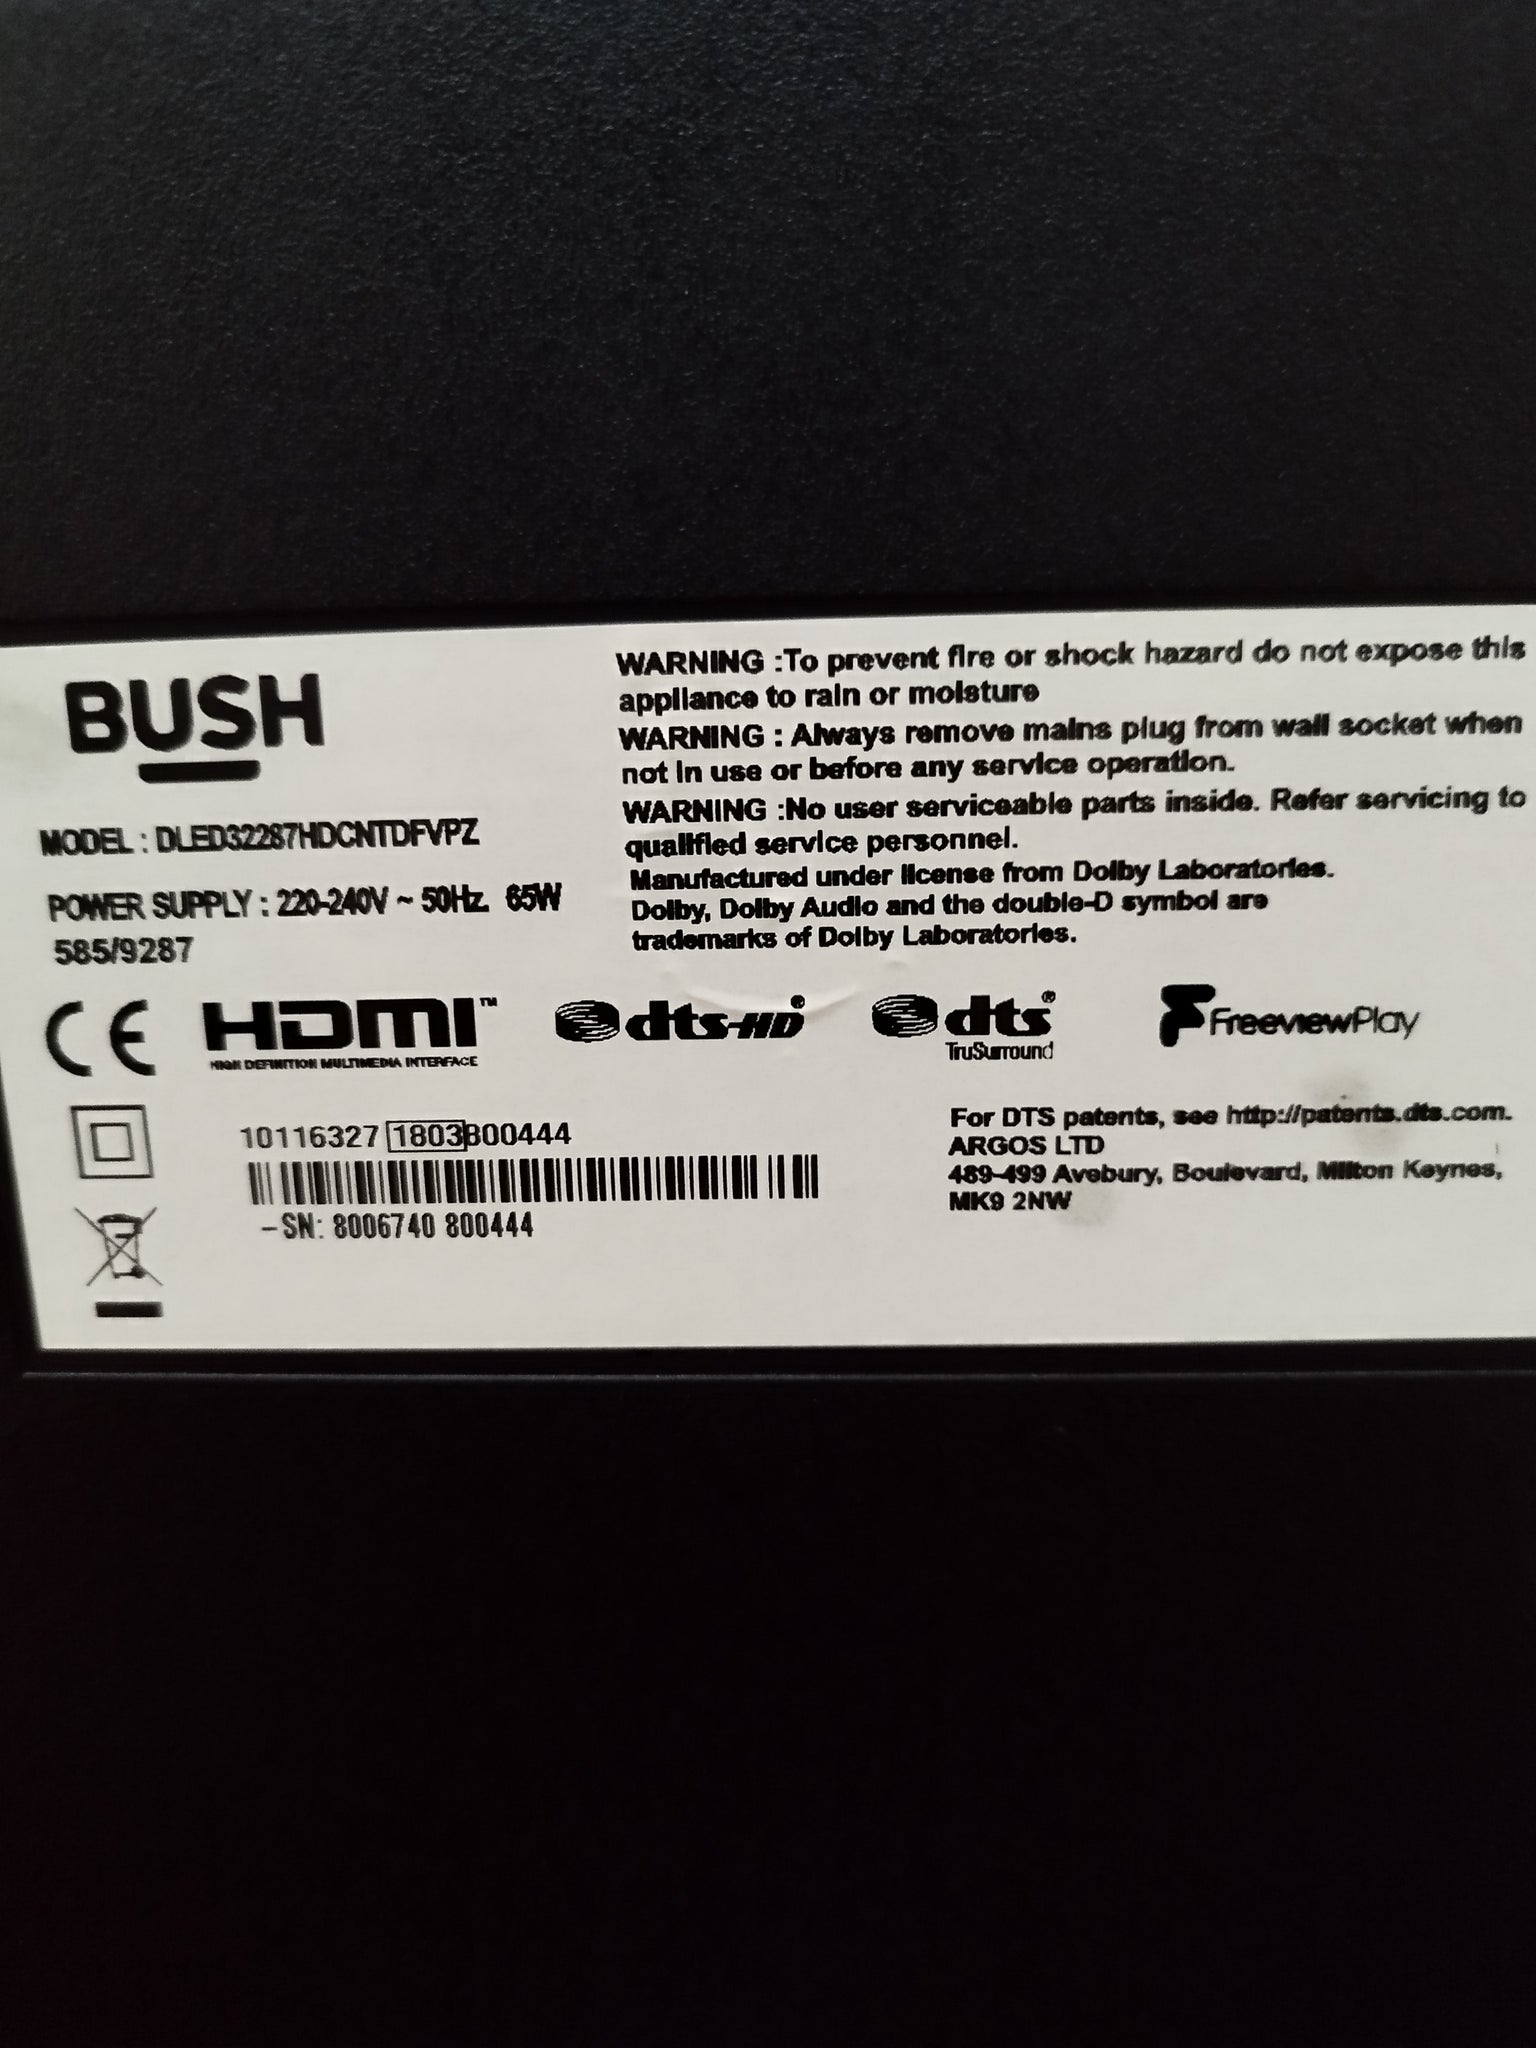 BUSH
MODEL : DLED32287HDCNTDFVPZ
POWER SUPPLY : 220-240V ~ 50Hz. 65W
585/9287
WARNING :To prevent fire or shock hazard do not expose this
appliance to rain or moisture
WARNING : Always remove mains plug from wall socket when
not in use or before any service operation.
WARNING :No user serviceable parts inside. Refer servicing to
qualified service personnel.
Manufactured under license from Dolby Laboratories.
Dolby, Dolby Audio and the double-D symbol are
trademarks of Dolby Laboratories.
CE
HDMI™
HIGH DEFINITION MULTIMEDIA INTERFACE
dts-HD®
dts®
TruSurround
FreeviewPlay
10116327 1803800444
-SN: 8006740 800444
For DTS patents, see http://patents.dts.com.
ARGOS LTD
489-499 Avebury, Boulevard, Milton Keynes,
MK9 2NW